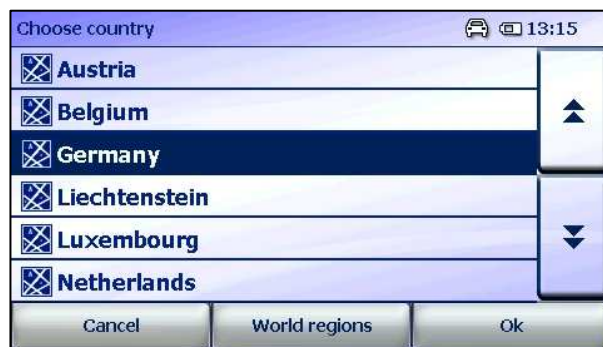 Choose country 13:15
Austria
Belgium
Germany
Liechtenstein
Luxembourg
Netherlands
Cancel World regions Ok